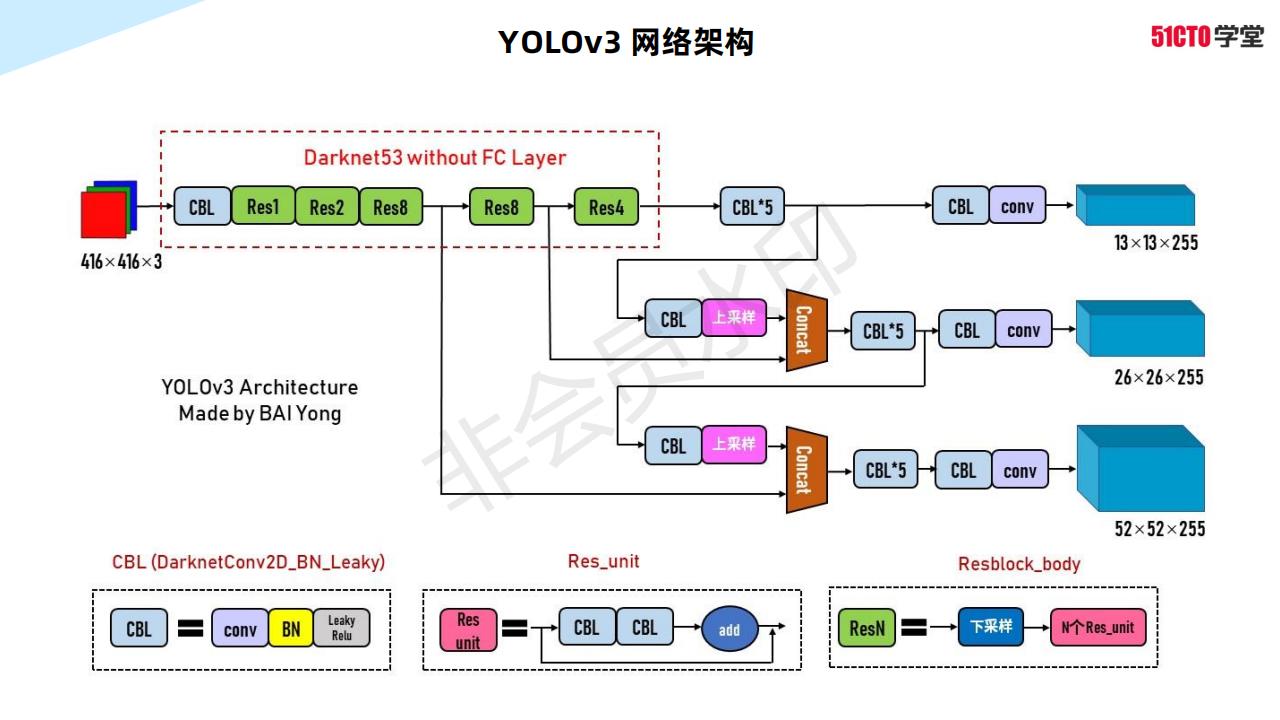 YOLOv3 网络架构
51CTO学堂
Darknet53 without FC Layer
CBL Res1 Res2 Res8 Res8 Res4 CBL*5 CBL conv
416×416×3
13×13×255
CBL 上采样 Concat CBL*5 CBL conv
26×26×255
YOLOv3 Architecture
Made by BAI Yong
CBL 上采样 Concat CBL*5 CBL conv
52×52×255
非会员水印
CBL (DarknetConv2D_BN_Leaky)
Res_unit
Resblock_body
CBL = conv BN Leaky
Relu
Res
unit = CBL CBL add
ResN = 下采样 N个Res_unit